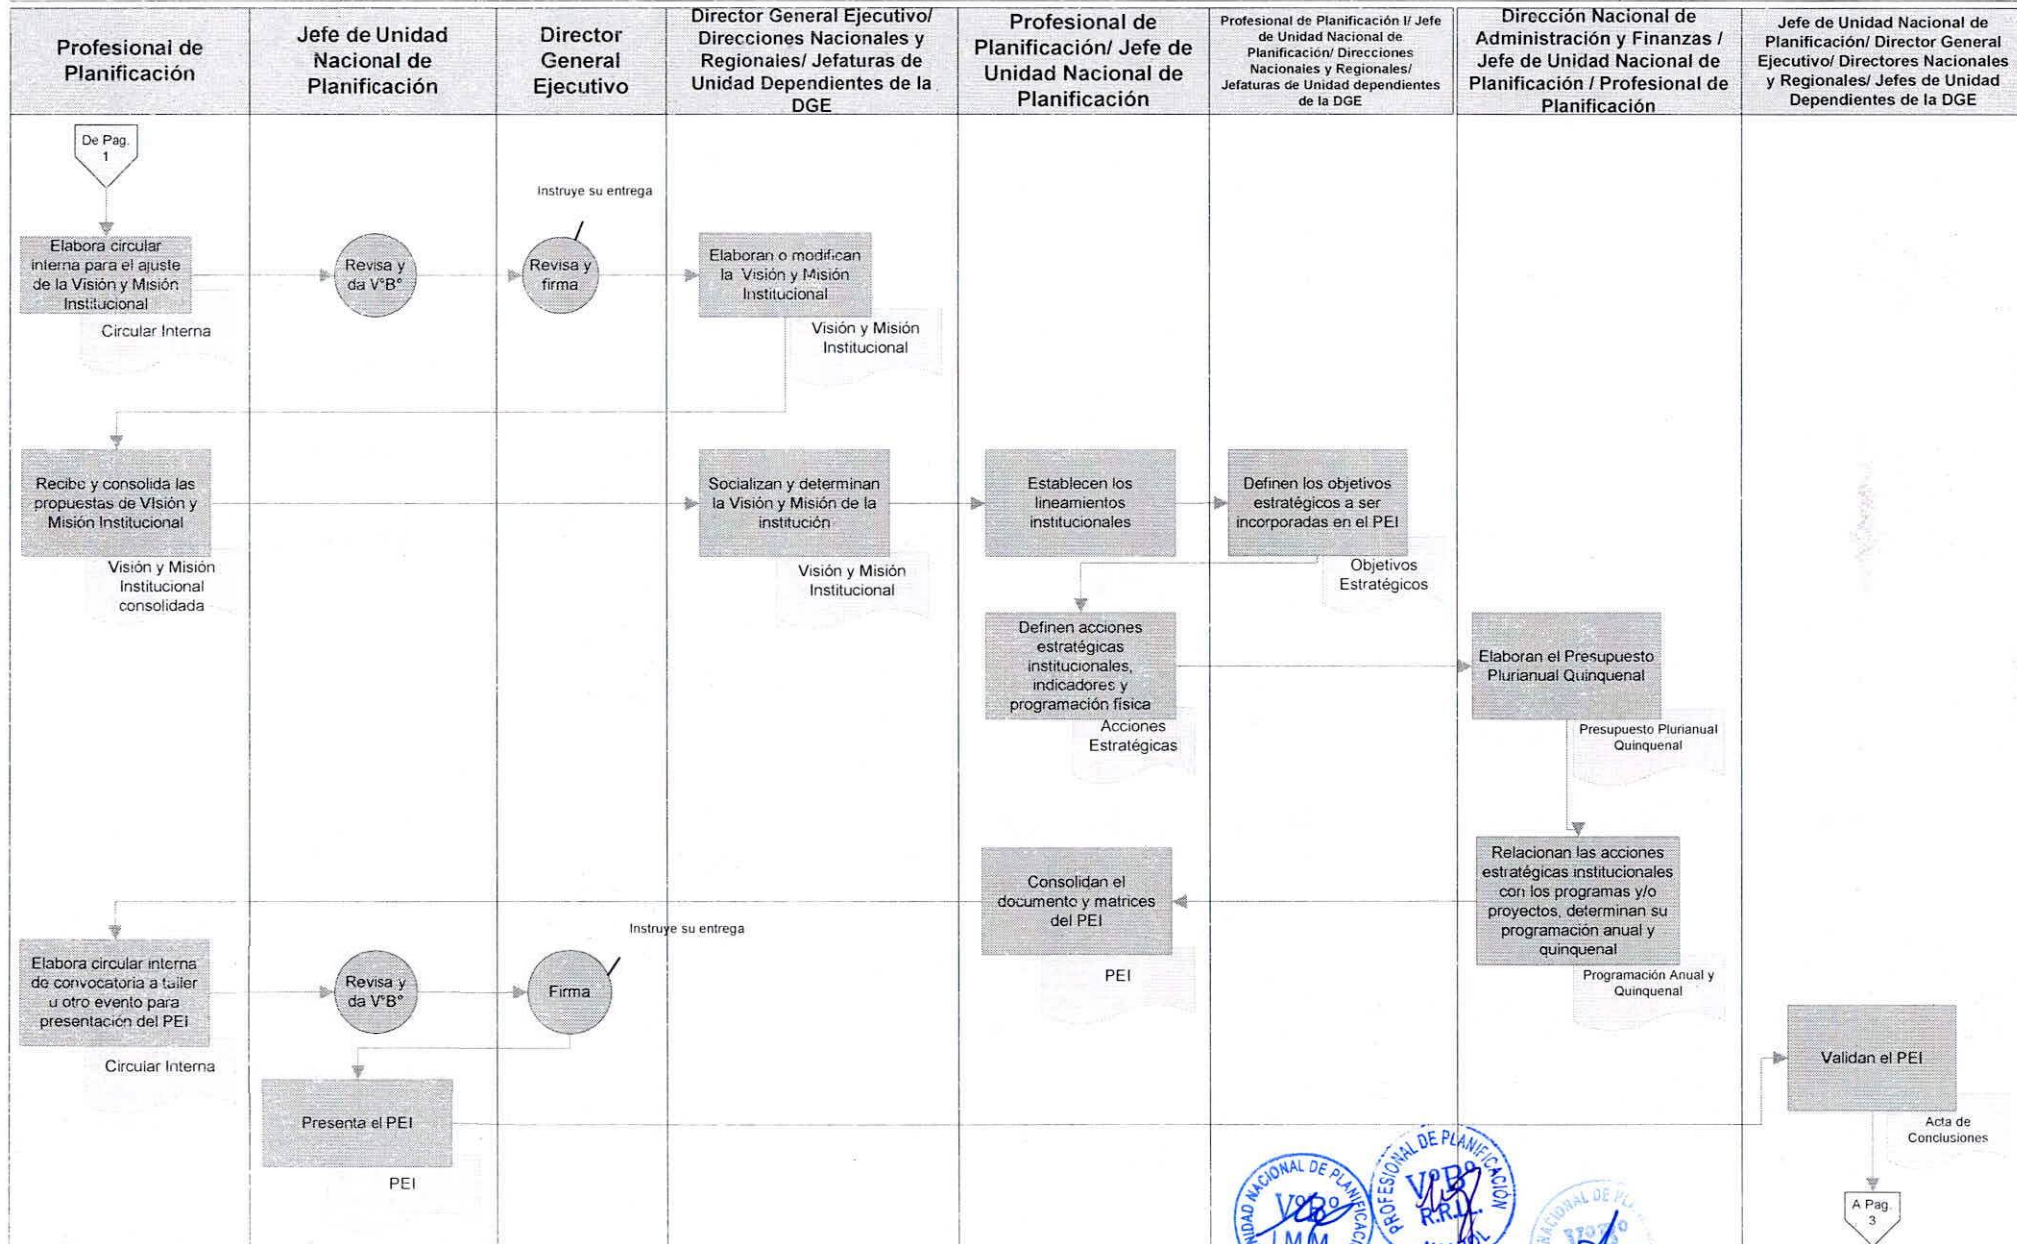 Profesional de
Planificación
Jefe de Unidad
Nacional de
Planificación
Director
General
Ejecutivo
Director General Ejecutivo/
Direcciones Nacionales y
Regionales/ Jefaturas de
Unidad Dependientes de la
DGE
Profesional de
Planificación/ Jefe de
Unidad Nacional de
Planificación
Profesional de Planificación I/ Jefe
de Unidad Nacional de
Planificación/ Direcciones
Nacionales y Regionales/
Jefaturas de Unidad dependientes
de la DGE
Dirección Nacional de
Administración y Finanzas /
Jefe de Unidad Nacional de
Planificación / Profesional de
Planificación
Jefe de Unidad Nacional de
Planificación/ Director General
Ejecutivo/ Directores Nacionales
y Regionales/ Jefes de Unidad
Dependientes de la DGE
De Pag.
1
Instruye su entrega
Elabora circular
interna para el ajuste
de la Visión y Misión
Institucional
Circular Interna
Revisa y
da V°B°
Revisa y
firma
Elaboran o modifican
la Visión y Misión
Institucional
Visión y Misión
Institucional
Recibe y consolida las
propuestas de VIsión y
Misión Institucional
Visión y Misión
Institucional
consolidada
Socializan y determinan
la Visión y Misión de la
institución
Visión y Misión
Institucional
Establecen los
lineamientos
institucionales
Definen los objetivos
estratégicos a ser
incorporadas en el PEI
Objetivos
Estratégicos
Definen acciones
estratégicas
institucionales,
indicadores y
programación física
Acciones
Estratégicas
Elaboran el Presupuesto
Plurianual Quinquenal
Presupuesto Plurianual
Quinquenal
Relacionan las acciones
estratégicas institucionales
con los programas y/o
proyectos, determinan su
programación anual y
quinquenal
Programación Anual y
Quinquenal
Consolidan el
documento y matrices
del PEI
PEI
Instruye su entrega
Elabora circular interna
de convocatoria a taller
u otro evento para
presentación del PEI
Circular Interna
Revisa y
da V°B°
Firma
Presenta el PEI
PEI
Validan el PEI
Acta de
Conclusiones
A Pag.
3
UNIDAD NACIONAL DE PLANIFICAC
VºBº
J.M.M.
PROFESIONAL DE PLANIFICACIÓN
VºBº
R.R.L.